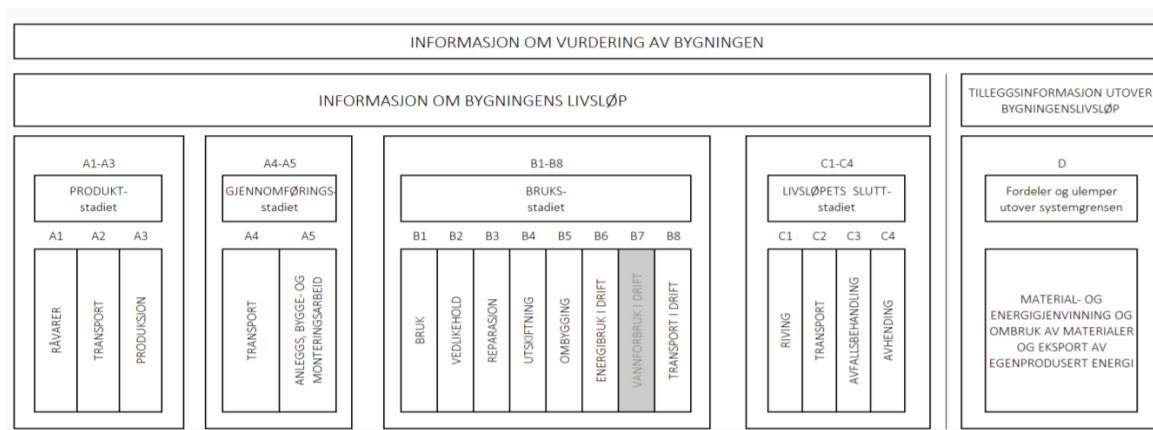 INFORMASJON OM VURDERING AV BYGNINGEN
INFORMASJON OM BYGNINGENS LIVSLØP
TILLEGGSINFORMASJON UTOVER
BYGNINGENSLIVSLØP
A1-A3
PRODUKT-
stadiet
A1 A2 A3
RÅVARER
TRANSPORT
PRODUKSJON
A4-A5
GJENNOMFØRINGS-
stadiet
A4 A5
TRANSPORT
ANLEGGS, BYGGE- OG
MONTERINGSARBEID
B1-B8
BRUKS-
stadiet
B1 B2 B3 B4 B5 B6 B7 B8
BRUK
VEDLIKEHOLD
REPARASJON
UTSKIFTNING
OMBYGGING
ENERGIBRUK I DRIFT
VANNFORBRUK I DRIFT
TRANSPORT I DRIFT
C1-C4
LIVSLØPETS SLUTT-
stadiet
C1 C2 C3 C4
RIVING
TRANSPORT
AVFALLSBEHANDLING
AVHENDING
D
Fordeler og ulemper
utover systemgrensen
MATERIAL- OG
ENERGIGJENVINNING OG
OMBRUK AV MATERIALER
OG EKSPORT AV
EGENPRODUSERT ENERGI